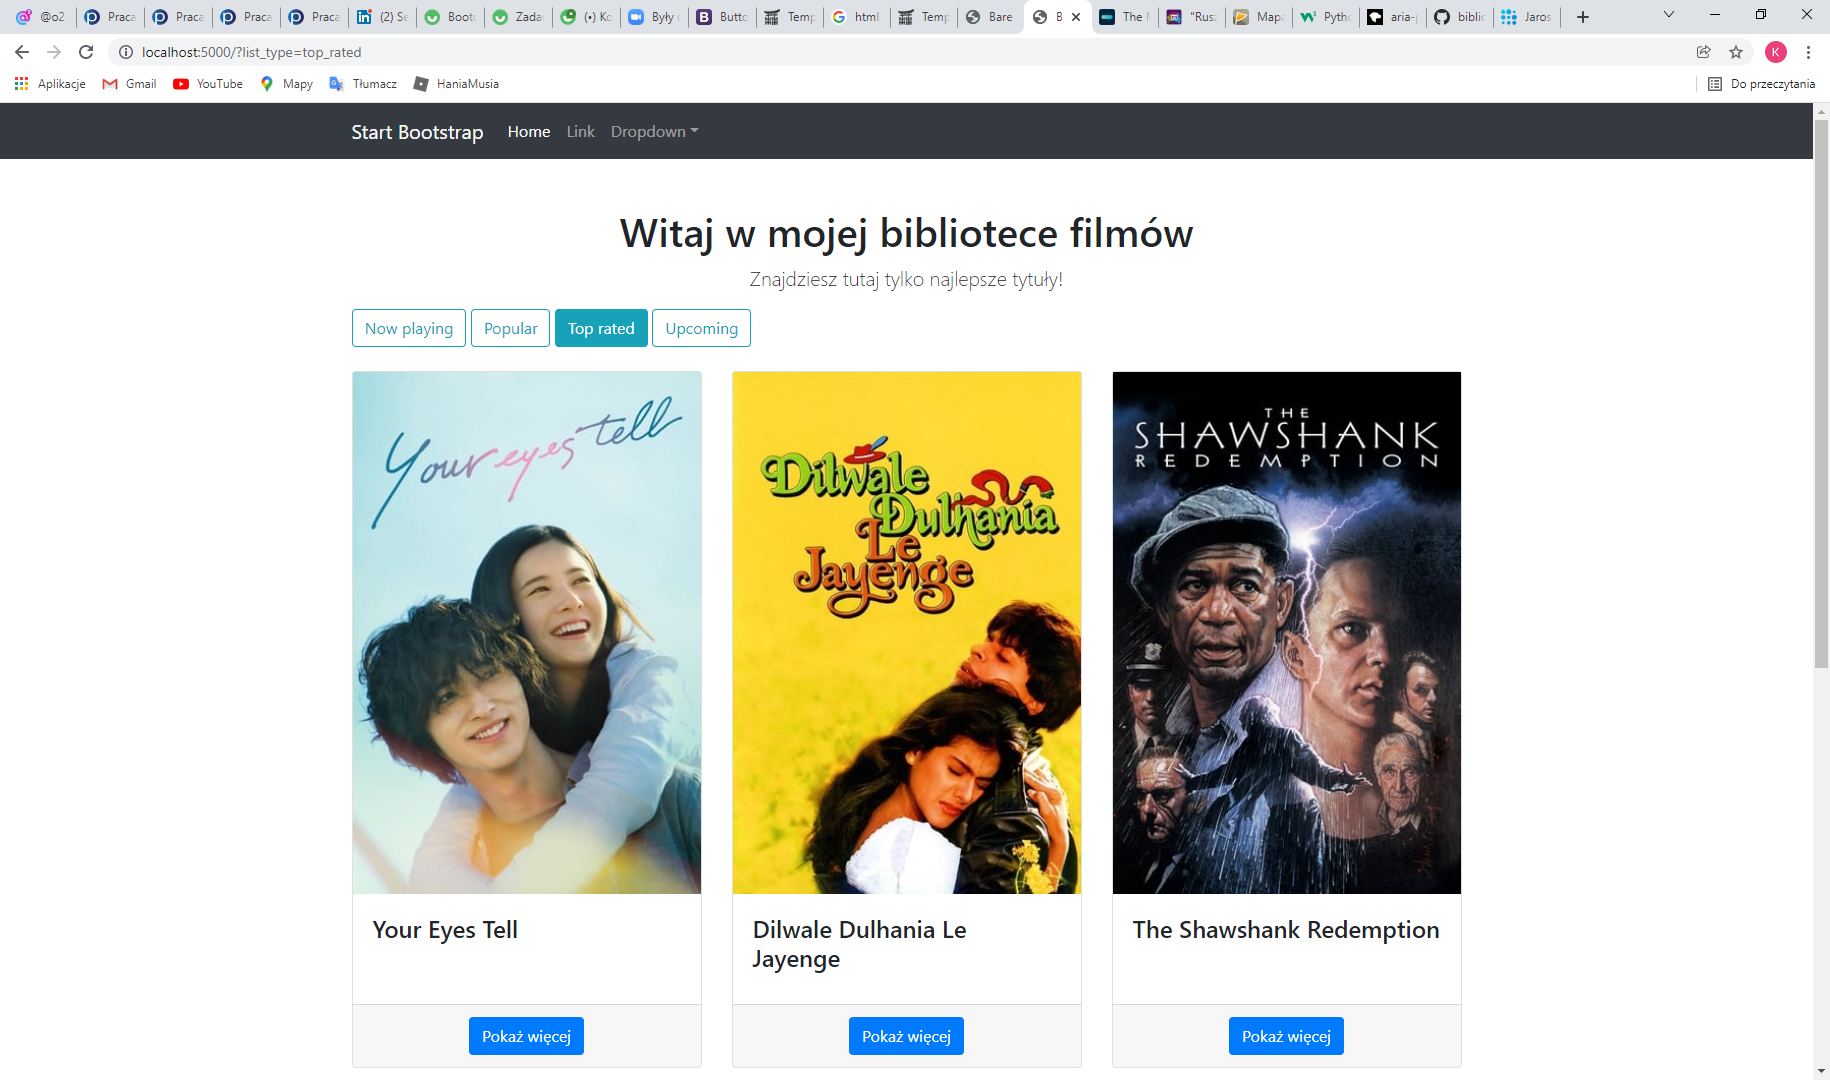 @o2 Praca Praca Praca Praca (2) Se Boot Zada (•) Ko Były Butto Temp html Temp Bare B The "Rus Mapa Pyth aria- biblio Jaros
localhost:5000/?list_type=top_rated
K
Aplikacje Gmail YouTube Mapy Tłumacz HaniaMusia Do przeczytania
Start Bootstrap Home Link Dropdown
Witaj w mojej bibliotece filmów
Znajdziesz tutaj tylko najlepsze tytuły!
Now playing Popular Top rated Upcoming
Your eyes tell
Dilwale
Dulhania
Le
Jayenge
THE
SHAWSHANK
REDEMPTION
Your Eyes Tell
Dilwale Dulhania Le
Jayenge
The Shawshank Redemption
Pokaż więcej Pokaż więcej Pokaż więcej